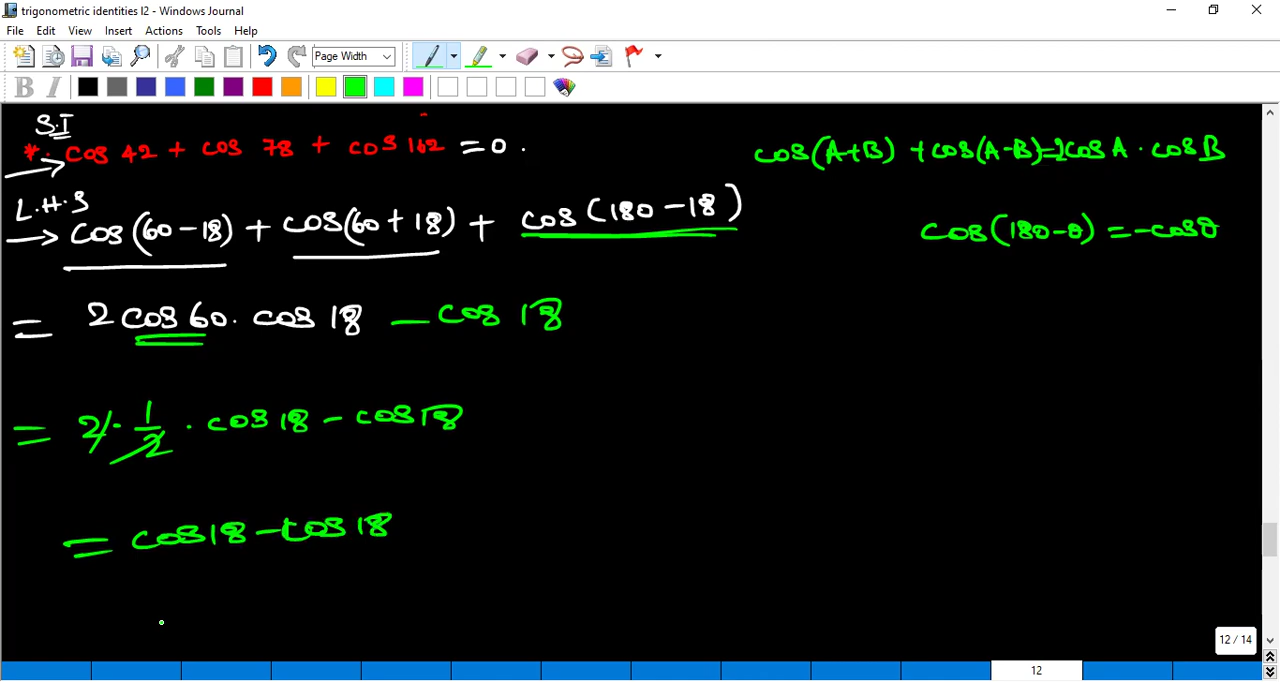 trigonometric identities l2 - Windows Journal
File Edit View Insert Actions Tools Help
Page Width
B I
S.I
* cos 42 + cos 78 + cos 162 = 0 .
cos(A+B) + cos(A-B) = 2cos A . cos B
L.H.S
cos(60-18) + cos(60+18) + cos(180-18)
cos(180-θ) = -cosθ
= 2 cos 60 . cos 18 - cos 18
= 2 . 1/2 . cos 18 - cos 18
= cos 18 - cos 18
12 / 14
12